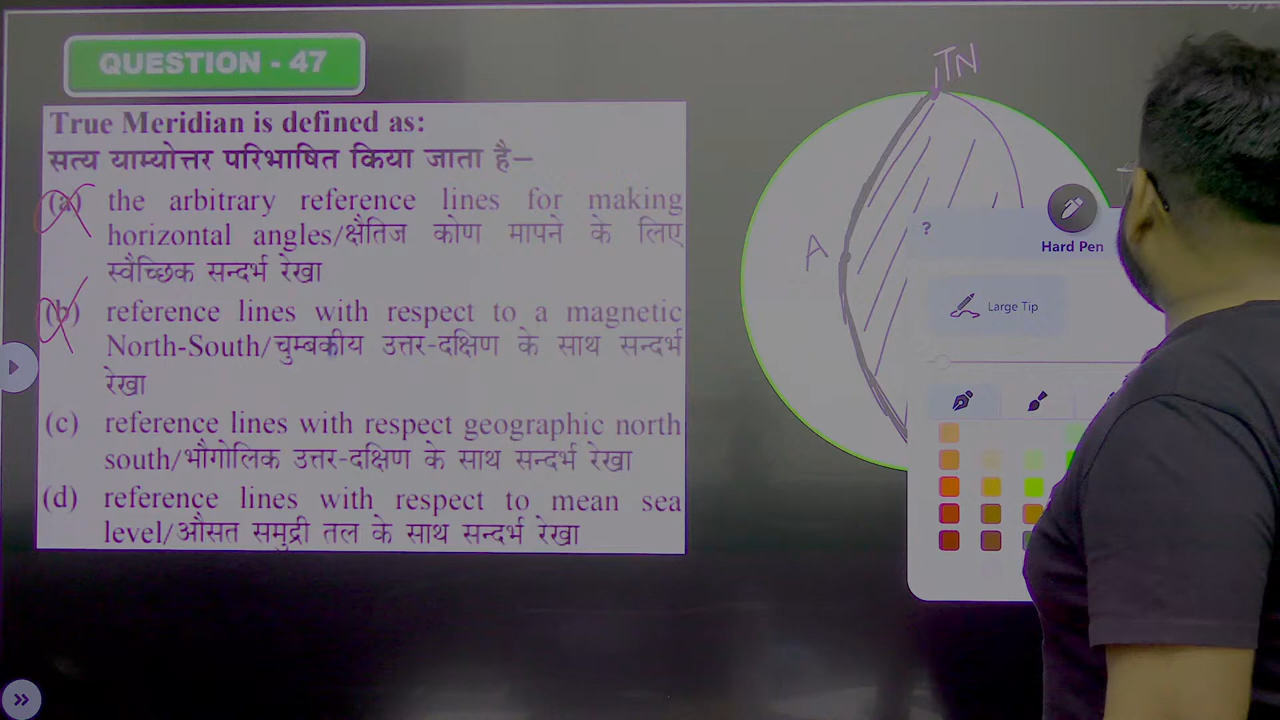 QUESTION - 47
True Meridian is defined as:
सत्य याम्योत्तर परिभाषित किया जाता है–
(a) the arbitrary reference lines for making
horizontal angles/क्षैतिज कोण मापने के लिए
स्वैच्छिक सन्दर्भ रेखा
(b) reference lines with respect to a magnetic
North-South/चुम्बकीय उत्तर-दक्षिण के साथ सन्दर्भ
रेखा
(c) reference lines with respect geographic north
south/भौगोलिक उत्तर-दक्षिण के साथ सन्दर्भ रेखा
(d) reference lines with respect to mean sea
level/औसत समुद्री तल के साथ सन्दर्भ रेखा
TN
A
?
Hard Pen
Large Tip